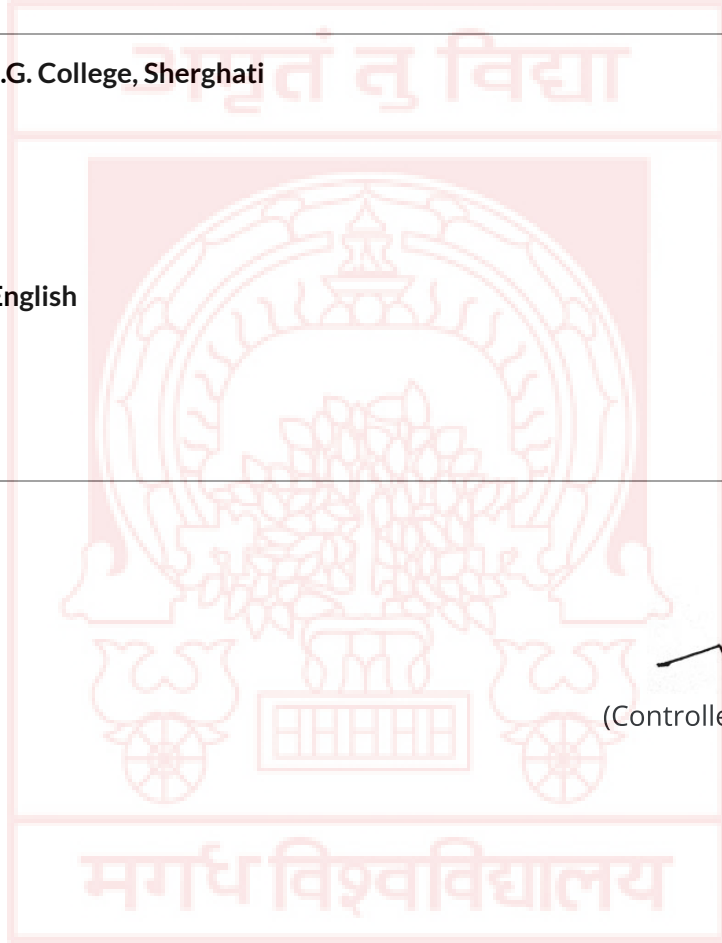 अमृतं तु विद्या
.G. College, Sherghati
English
(Controlle
मगध विश्वविद्यालय